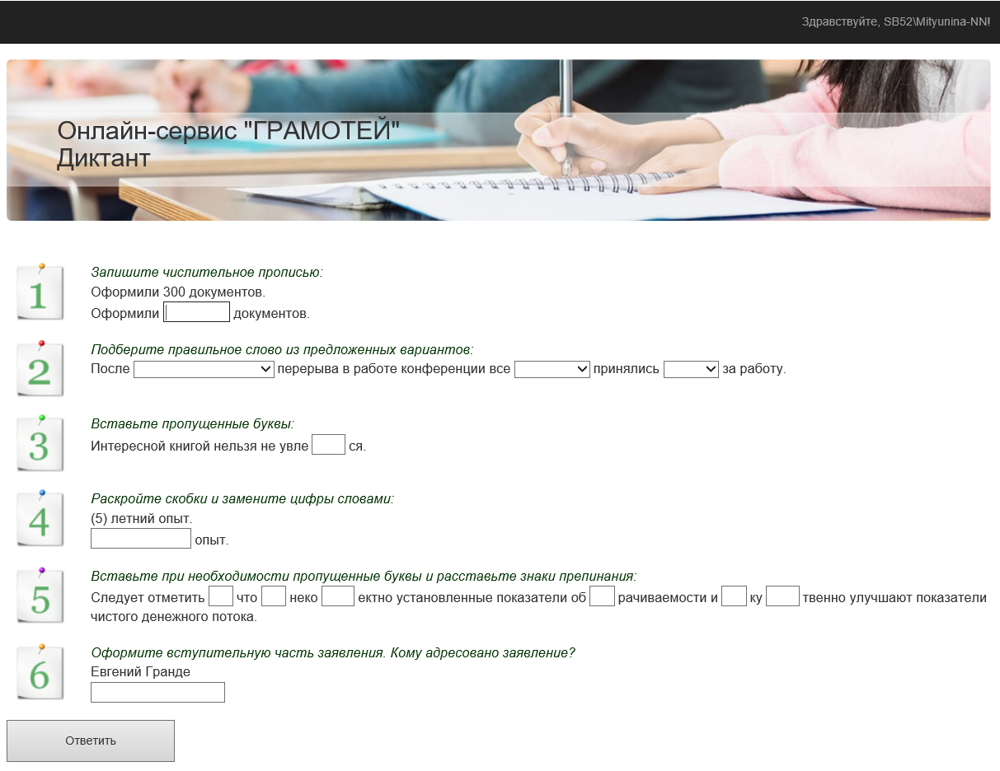 Здравствуйте, SB52\Mityunina-NN!
Онлайн-сервис "ГРАМОТЕЙ"
Диктант
1
Запишите числительное прописью:
Оформили 300 документов.
Оформили документов.
2
Подберите правильное слово из предложенных вариантов:
После перерыва в работе конференции все принялись за работу.
3
Вставьте пропущенные буквы:
Интересной книгой нельзя не увле ся.
4
Раскройте скобки и замените цифры словами:
(5) летний опыт.
опыт.
5
Вставьте при необходимости пропущенные буквы и расставьте знаки препинания:
Следует отметить что неко ектно установленные показатели об рачиваемости и ку твенно улучшают показатели
чистого денежного потока.
6
Оформите вступительную часть заявления. Кому адресовано заявление?
Евгений Гранде
Ответить